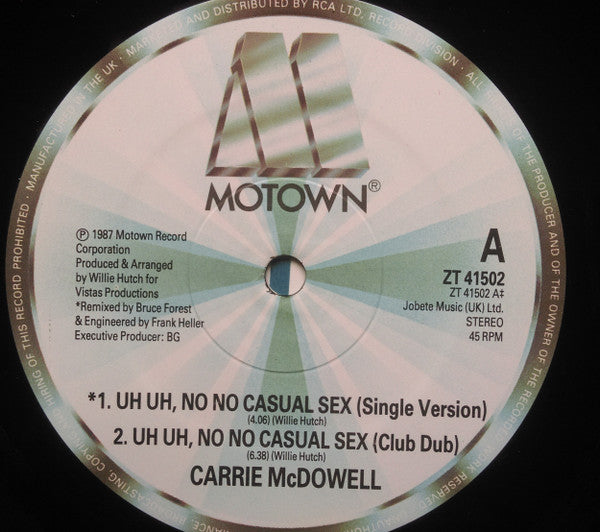 MANUFACTURED IN THE UK · MARKETED AND DISTRIBUTED BY RCA LTD, RECORD DIVISION · ALL
OF THE PRODUCER AND OF THE OWNER OF THE RECORDED WORK RESERVED
HIRING OF THIS RECORD PROHIBITED ·
MOTOWN®
℗ 1987 Motown Record
Corporation
Produced & Arranged
by Willie Hutch for
Vistas Productions
*Remixed by Bruce Forest
& Engineered by Frank Heller
Executive Producer: BG
A
ZT 41502
ZT 41502 A‡
Jobete Music (UK) Ltd.
STEREO
45 RPM
*1. UH UH, NO NO CASUAL SEX (Single Version)
(4.06) (Willie Hutch)
2. UH UH, NO NO CASUAL SEX (Club Dub)
(6.38) (Willie Hutch)
CARRIE McDOWELL